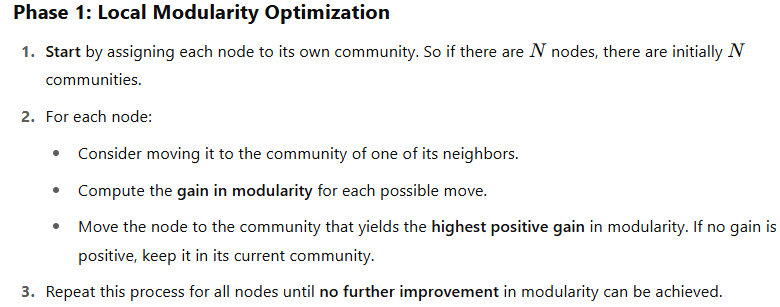 Phase 1: Local Modularity Optimization
1. Start by assigning each node to its own community. So if there are N nodes, there are initially N
communities.
2. For each node:
• Consider moving it to the community of one of its neighbors.
• Compute the gain in modularity for each possible move.
• Move the node to the community that yields the highest positive gain in modularity. If no gain is
positive, keep it in its current community.
3. Repeat this process for all nodes until no further improvement in modularity can be achieved.